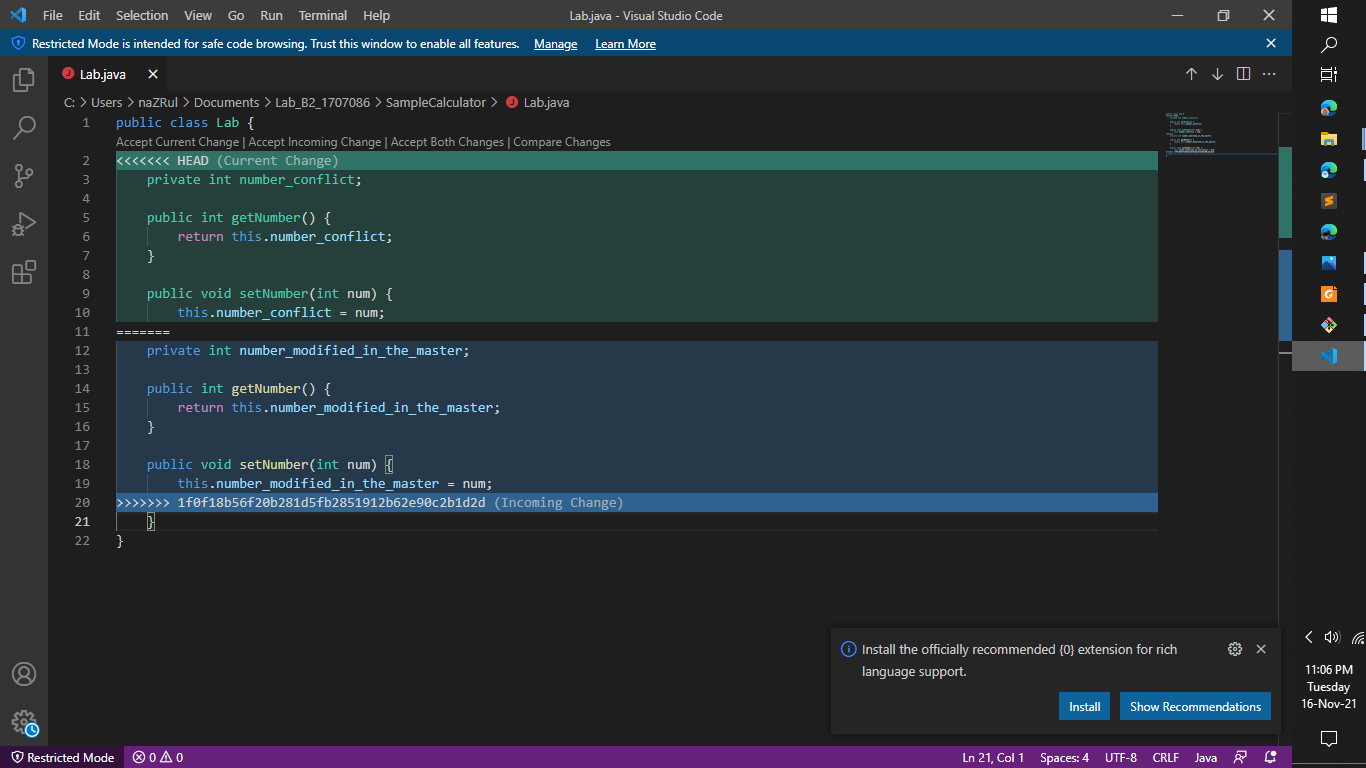 File Edit Selection View Go Run Terminal Help Lab.java - Visual Studio Code
Restricted Mode is intended for safe code browsing. Trust this window to enable all features. Manage Learn More
Lab.java
C: > Users > naZRul > Documents > Lab_B2_1707086 > SampleCalculator > Lab.java
1 public class Lab {
Accept Current Change | Accept Incoming Change | Accept Both Changes | Compare Changes
2 <<<<<<< HEAD (Current Change)
3 private int number_conflict;
4
5 public int getNumber() {
6 return this.number_conflict;
7 }
8
9 public void setNumber(int num) {
10 this.number_conflict = num;
11 =======
12 private int number_modified_in_the_master;
13
14 public int getNumber() {
15 return this.number_modified_in_the_master;
16 }
17
18 public void setNumber(int num) {
19 this.number_modified_in_the_master = num;
20 >>>>>>> 1f0f18b56f20b281d5fb2851912b62e90c2b1d2d (Incoming Change)
21 }
22 }
Install the officially recommended {0} extension for rich
language support.
Install Show Recommendations
11:06 PM
Tuesday
16-Nov-21
Restricted Mode 0 0 Ln 21, Col 1 Spaces: 4 UTF-8 CRLF Java